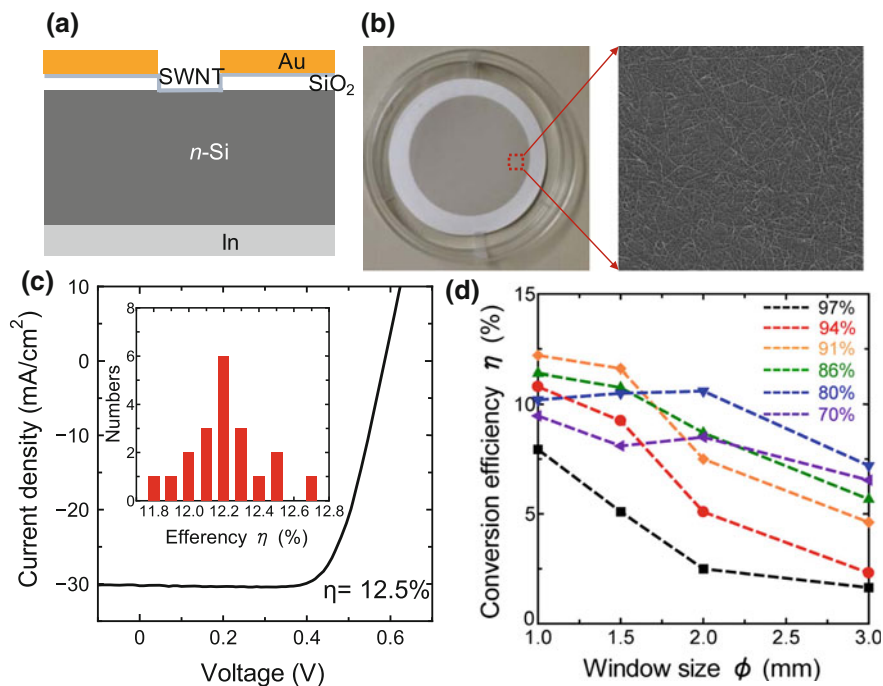 (a)
Au
SWNT
SiO2
n-Si
In
(b)
(c)
10
0
−10
−20
−30
Current density (mA/cm2)
0
0.2
0.4
0.6
Voltage (V)
η= 12.5%
8
6
4
2
0
Numbers
11.8 12.0 12.2 12.4 12.6 12.8
Efferency η (%)
(d)
15
10
5
0
Conversion efficiency η (%)
97%
94%
91%
86%
80%
70%
1.0 1.5 2.0 2.5 3.0
Window size ϕ (mm)